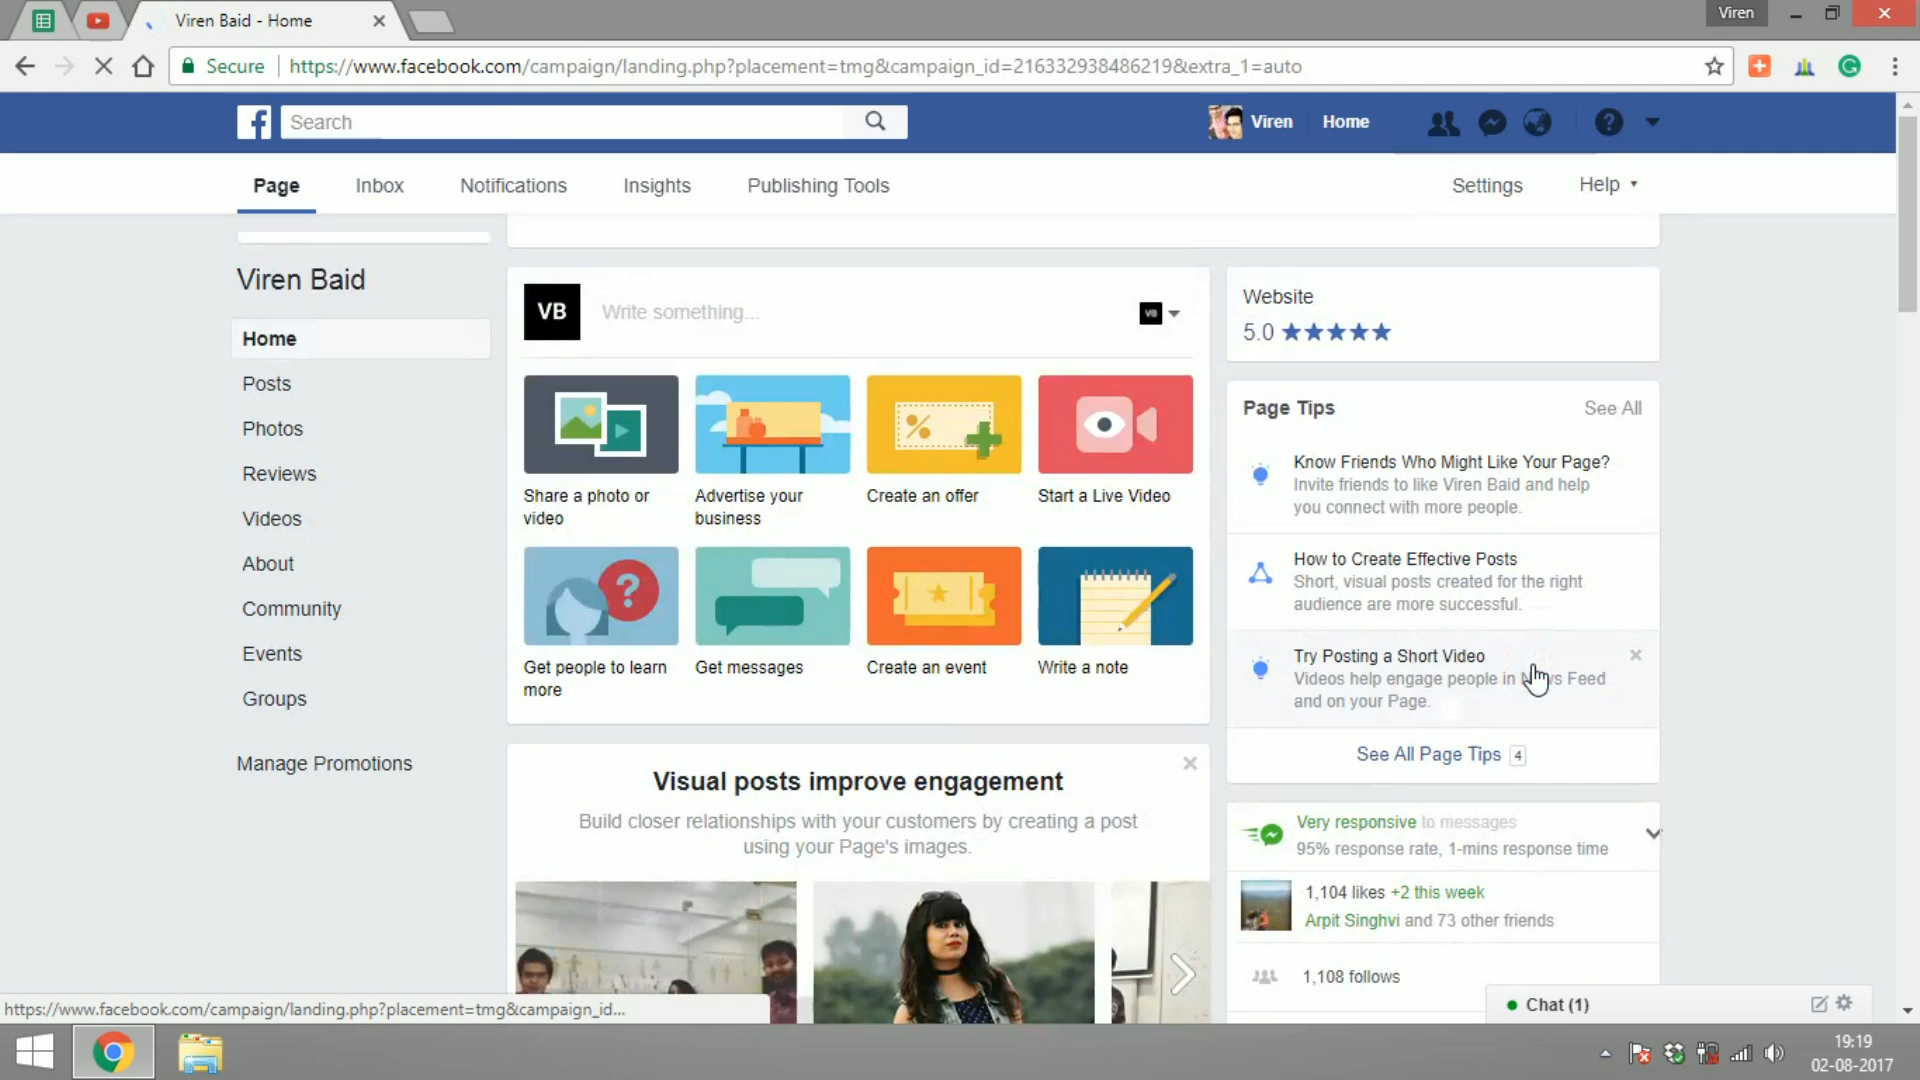 Viren Baid - Home
Viren
Secure
https://www.facebook.com/campaign/landing.php?placement=tmg&campaign_id=216332938486219&extra_1=auto
Search
Viren
Home
Page
Inbox
Notifications
Insights
Publishing Tools
Settings
Help
Viren Baid
Home
Posts
Photos
Reviews
Videos
About
Community
Events
Groups
Manage Promotions
VB
Write something...
VB
Share a photo or
video
Advertise your
business
Create an offer
Start a Live Video
Get people to learn
more
Get messages
Create an event
Write a note
Visual posts improve engagement
Build closer relationships with your customers by creating a post
using your Page's images.
Website
5.0
Page Tips
See All
Know Friends Who Might Like Your Page?
Invite friends to like Viren Baid and help
you connect with more people.
How to Create Effective Posts
Short, visual posts created for the right
audience are more successful.
Try Posting a Short Video
Videos help engage people in News Feed
and on your Page.
See All Page Tips 4
Very responsive to messages
95% response rate, 1-mins response time
1,104 likes +2 this week
Arpit Singhvi and 73 other friends
1,108 follows
Chat (1)
https://www.facebook.com/campaign/landing.php?placement=tmg&campaign_id...
19:19
02-08-2017